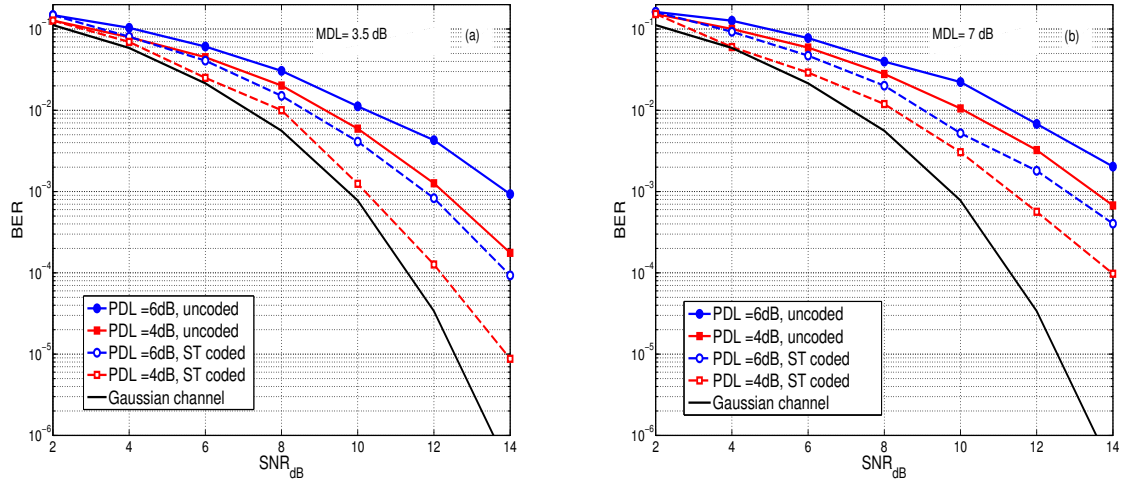 MDL= 3.5 dB
(a)
10⁻¹
10⁻²
10⁻³
10⁻⁴
10⁻⁵
10⁻⁶
BER
PDL =6dB, uncoded
PDL =4dB, uncoded
PDL =6dB, ST coded
PDL =4dB, ST coded
Gaussian channel
2 4 6 8 10 12 14
SNR_dB
MDL= 7 dB
(b)
10⁻¹
10⁻²
10⁻³
10⁻⁴
10⁻⁵
10⁻⁶
BER
PDL =6dB, uncoded
PDL =4dB, uncoded
PDL =6dB, ST coded
PDL =4dB, ST coded
Gaussian channel
2 4 6 8 10 12 14
SNR_dB